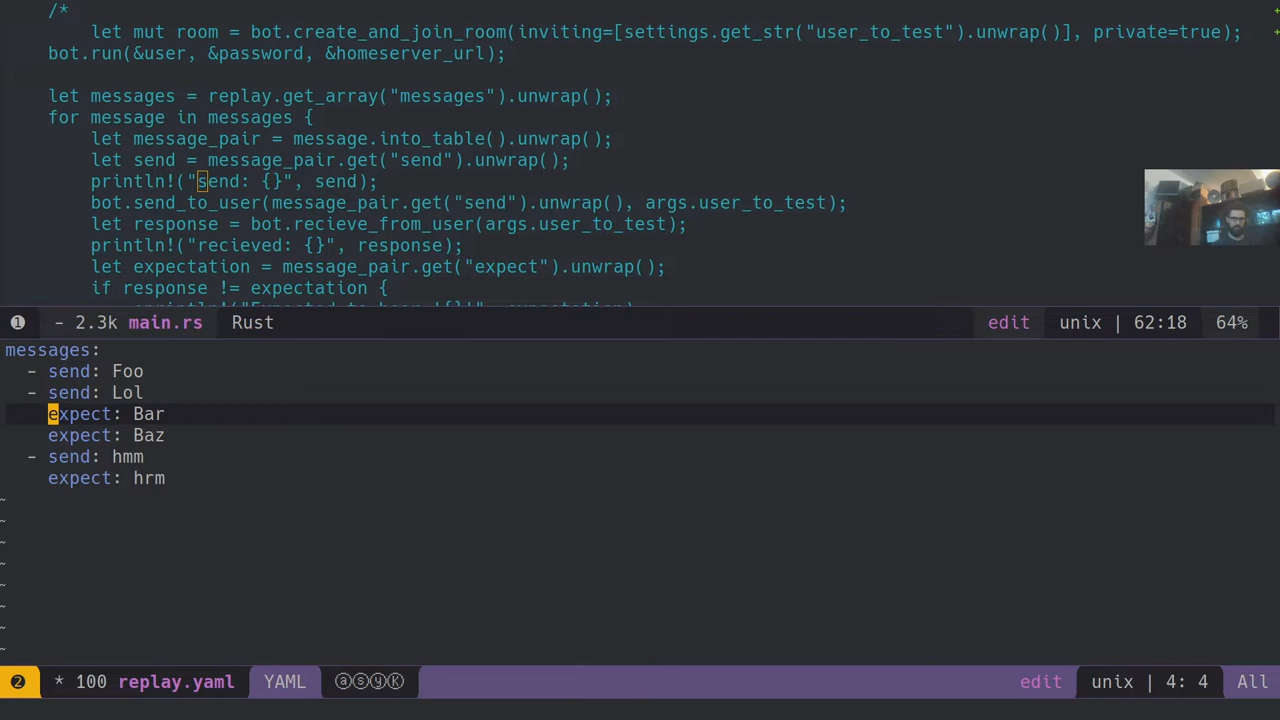 /*
let mut room = bot.create_and_join_room(inviting=[settings.get_str("user_to_test").unwrap()], private=true);
bot.run(&user, &password, &homeserver_url);
let messages = replay.get_array("messages").unwrap();
for message in messages {
let message_pair = message.into_table().unwrap();
let send = message_pair.get("send").unwrap();
println!("send: {}", send);
bot.send_to_user(message_pair.get("send").unwrap(), args.user_to_test);
let response = bot.recieve_from_user(args.user_to_test);
println!("recieved: {}", response);
let expectation = message_pair.get("expect").unwrap();
if response != expectation {
❶ - 2.3k main.rs Rust edit unix | 62:18 64%
messages:
- send: Foo
- send: Lol
expect: Bar
expect: Baz
- send: hmm
expect: hrm
~
~
~
~
~
~
~
~
❷ * 100 replay.yaml YAML ⓐⓢⓨⓀ edit unix | 4: 4 All